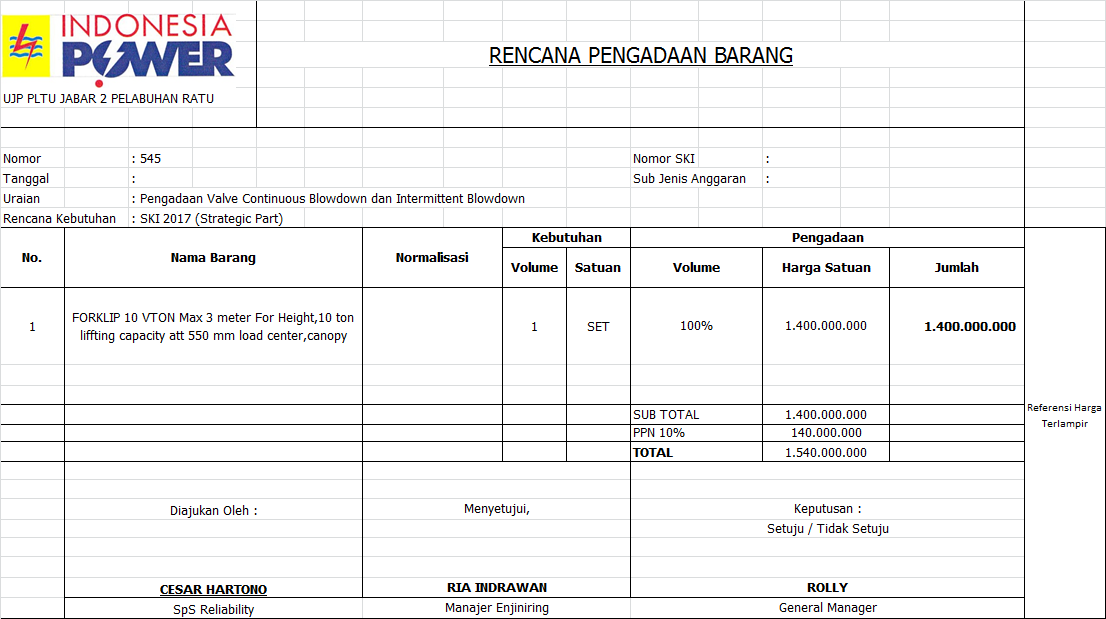 INDONESIA
POWER
RENCANA PENGADAAN BARANG
UJP PLTU JABAR 2 PELABUHAN RATU
Nomor : 545 Nomor SKI :
Tanggal : Sub Jenis Anggaran :
Uraian : Pengadaan Valve Continuous Blowdown dan Intermittent Blowdown
Rencana Kebutuhan : SKI 2017 (Strategic Part)
No. Nama Barang Normalisasi Kebutuhan Pengadaan
Volume Satuan Volume Harga Satuan Jumlah
1 FORKLIP 10 VTON Max 3 meter For Height,10 ton
liffting capacity att 550 mm load center,canopy
1 SET 100% 1.400.000.000 1.400.000.000
Referensi Harga
Terlampir
SUB TOTAL 1.400.000.000
PPN 10% 140.000.000
TOTAL 1.540.000.000
Diajukan Oleh : Menyetujui, Keputusan :
Setuju / Tidak Setuju
CESAR HARTONO RIA INDRAWAN ROLLY
SpS Reliability Manajer Enjiniring General Manager